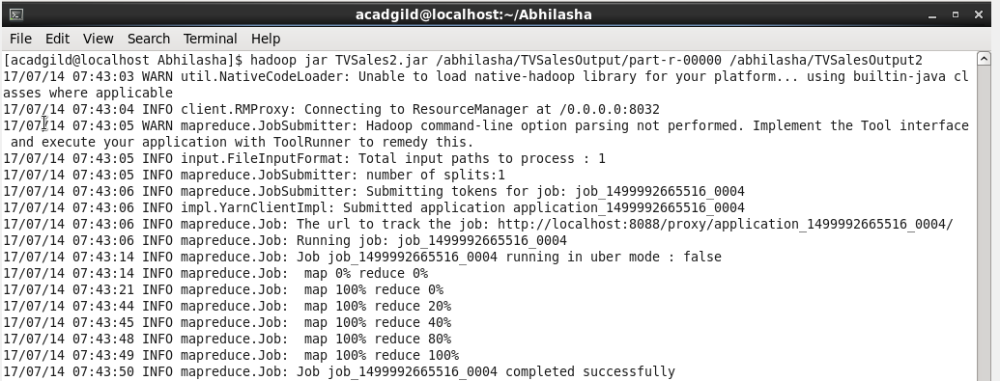 acadgild@localhost:~/Abhilasha
File Edit View Search Terminal Help
[acadgild@localhost Abhilasha]$ hadoop jar TVSales2.jar /abhilasha/TVSalesOutput/part-r-00000 /abhilasha/TVSalesOutput2
17/07/14 07:43:03 WARN util.NativeCodeLoader: Unable to load native-hadoop library for your platform... using builtin-java cl
asses where applicable
17/07/14 07:43:04 INFO client.RMProxy: Connecting to ResourceManager at /0.0.0.0:8032
17/07/14 07:43:05 WARN mapreduce.JobSubmitter: Hadoop command-line option parsing not performed. Implement the Tool interface
 and execute your application with ToolRunner to remedy this.
17/07/14 07:43:05 INFO input.FileInputFormat: Total input paths to process : 1
17/07/14 07:43:05 INFO mapreduce.JobSubmitter: number of splits:1
17/07/14 07:43:06 INFO mapreduce.JobSubmitter: Submitting tokens for job: job_1499992665516_0004
17/07/14 07:43:06 INFO impl.YarnClientImpl: Submitted application application_1499992665516_0004
17/07/14 07:43:06 INFO mapreduce.Job: The url to track the job: http://localhost:8088/proxy/application_1499992665516_0004/
17/07/14 07:43:06 INFO mapreduce.Job: Running job: job_1499992665516_0004
17/07/14 07:43:14 INFO mapreduce.Job: Job job_1499992665516_0004 running in uber mode : false
17/07/14 07:43:14 INFO mapreduce.Job:  map 0% reduce 0%
17/07/14 07:43:21 INFO mapreduce.Job:  map 100% reduce 0%
17/07/14 07:43:44 INFO mapreduce.Job:  map 100% reduce 20%
17/07/14 07:43:45 INFO mapreduce.Job:  map 100% reduce 40%
17/07/14 07:43:48 INFO mapreduce.Job:  map 100% reduce 80%
17/07/14 07:43:49 INFO mapreduce.Job:  map 100% reduce 100%
17/07/14 07:43:50 INFO mapreduce.Job: Job job_1499992665516_0004 completed successfully